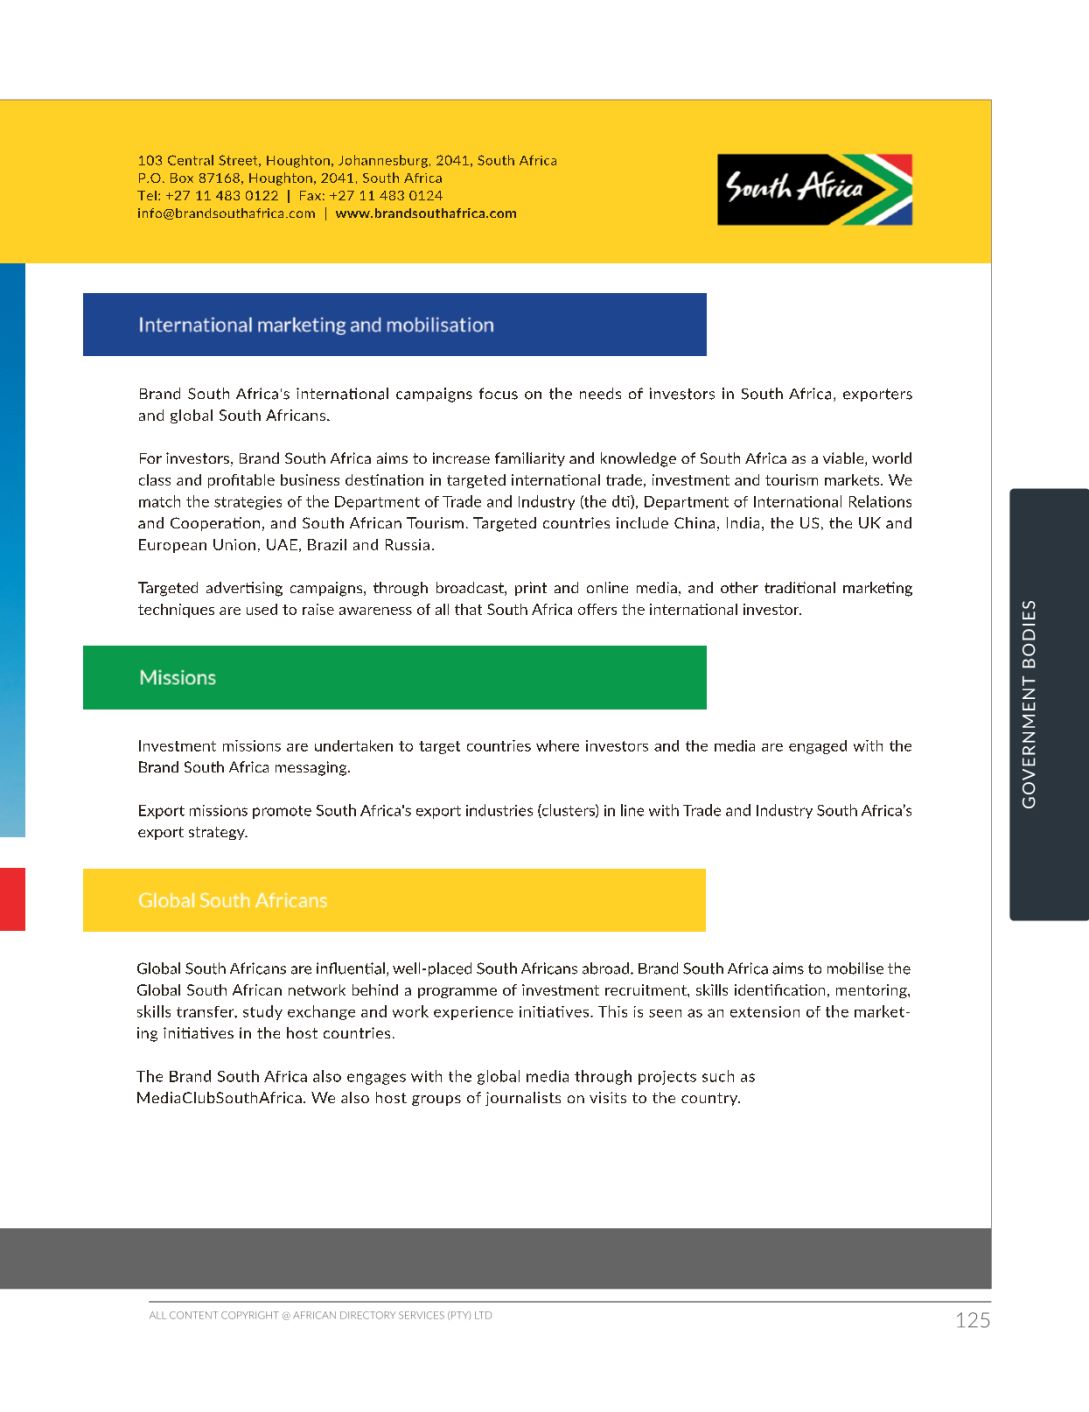 103 Central Street, Houghton, Johannesburg, 2041, South Africa
P.O. Box 87168, Houghton, 2041, South Africa
Tel: +27 11 483 0122 | Fax: +27 11 483 0124
info@brandsouthafrica.com | www.brandsouthafrica.com
South Africa
International marketing and mobilisation
Brand South Africa's international campaigns focus on the needs of investors in South Africa, exporters
and global South Africans.
For investors, Brand South Africa aims to increase familiarity and knowledge of South Africa as a viable, world
class and profitable business destination in targeted international trade, investment and tourism markets. We
match the strategies of the Department of Trade and Industry (the dti), Department of International Relations
and Cooperation, and South African Tourism. Targeted countries include China, India, the US, the UK and
European Union, UAE, Brazil and Russia.
Targeted advertising campaigns, through broadcast, print and online media, and other traditional marketing
techniques are used to raise awareness of all that South Africa offers the international investor.
Missions
Investment missions are undertaken to target countries where investors and the media are engaged with the
Brand South Africa messaging.
Export missions promote South Africa's export industries (clusters) in line with Trade and Industry South Africa's
export strategy.
Global South Africans
Global South Africans are influential, well-placed South Africans abroad. Brand South Africa aims to mobilise the
Global South African network behind a programme of investment recruitment, skills identification, mentoring,
skills transfer, study exchange and work experience initiatives. This is seen as an extension of the market-
ing initiatives in the host countries.
The Brand South Africa also engages with the global media through projects such as
MediaClubSouthAfrica. We also host groups of journalists on visits to the country.
GOVERNMENT BODIES
ALL CONTENT COPYRIGHT @ AFRICAN DIRECTORY SERVICES (PTY) LTD
125